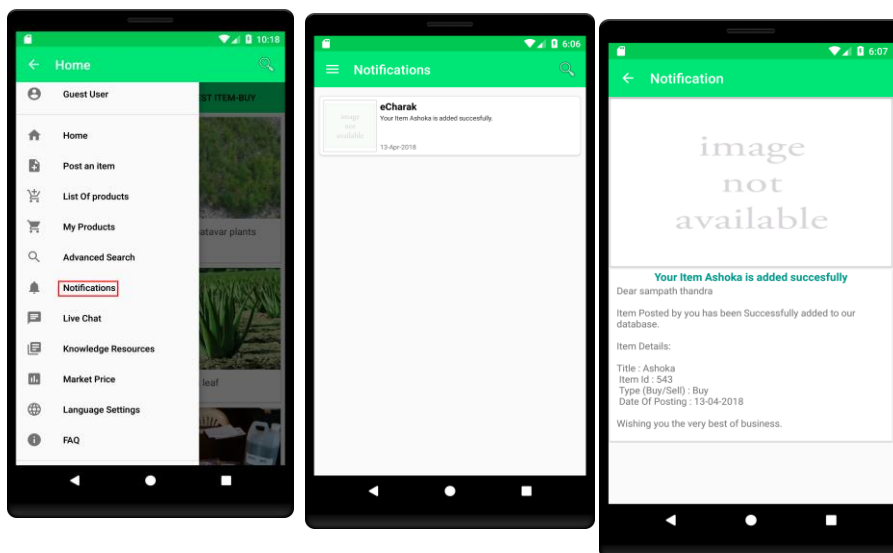 10:18
Home
Guest User
ST ITEM-BUY
Home
Post an item
List Of products
My Products
atavar plants
Advanced Search
Notifications
Live Chat
Knowledge Resources
Market Price
leaf
Language Settings
FAQ
6:06
Notifications
image
not
available
eCharak
Your Item Ashoka is added succesfully.
13-Apr-2018
6:07
Notification
image
not
available
Your Item Ashoka is added succesfully
Dear sampath thandra
Item Posted by you has been Successfully added to our
database.
Item Details:
Title : Ashoka
Item Id : 543
Type (Buy/Sell) : Buy
Date Of Posting : 13-04-2018
Wishing you the very best of business.